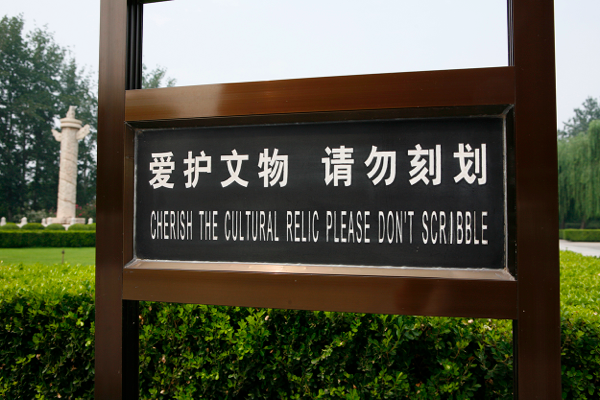 爱护文物 请勿刻划
CHERISH THE CULTURAL RELIC PLEASE DON'T SCRIBBLE